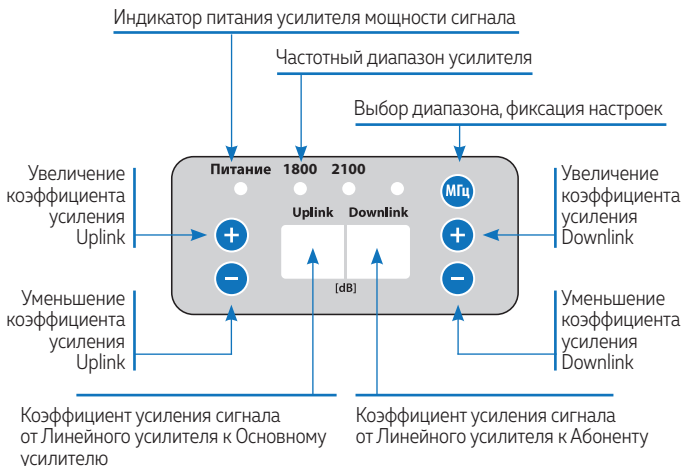 Индикатор питания усилителя мощности сигнала
Частотный диапазон усилителя
Выбор диапазона, фиксация настроек
Увеличение
коэффициента
усиления
Uplink
Питание 1800 2100
МГц
Uplink Downlink
+ +
− −
[dB]
Увеличение
коэффициента
усиления
Downlink
Уменьшение
коэффициента
усиления
Uplink
Уменьшение
коэффициента
усиления
Downlink
Коэффициент усиления сигнала
от Линейного усилителя к Основному
усилителю
Коэффициент усиления сигнала
от Линейного усилителя к Абоненту